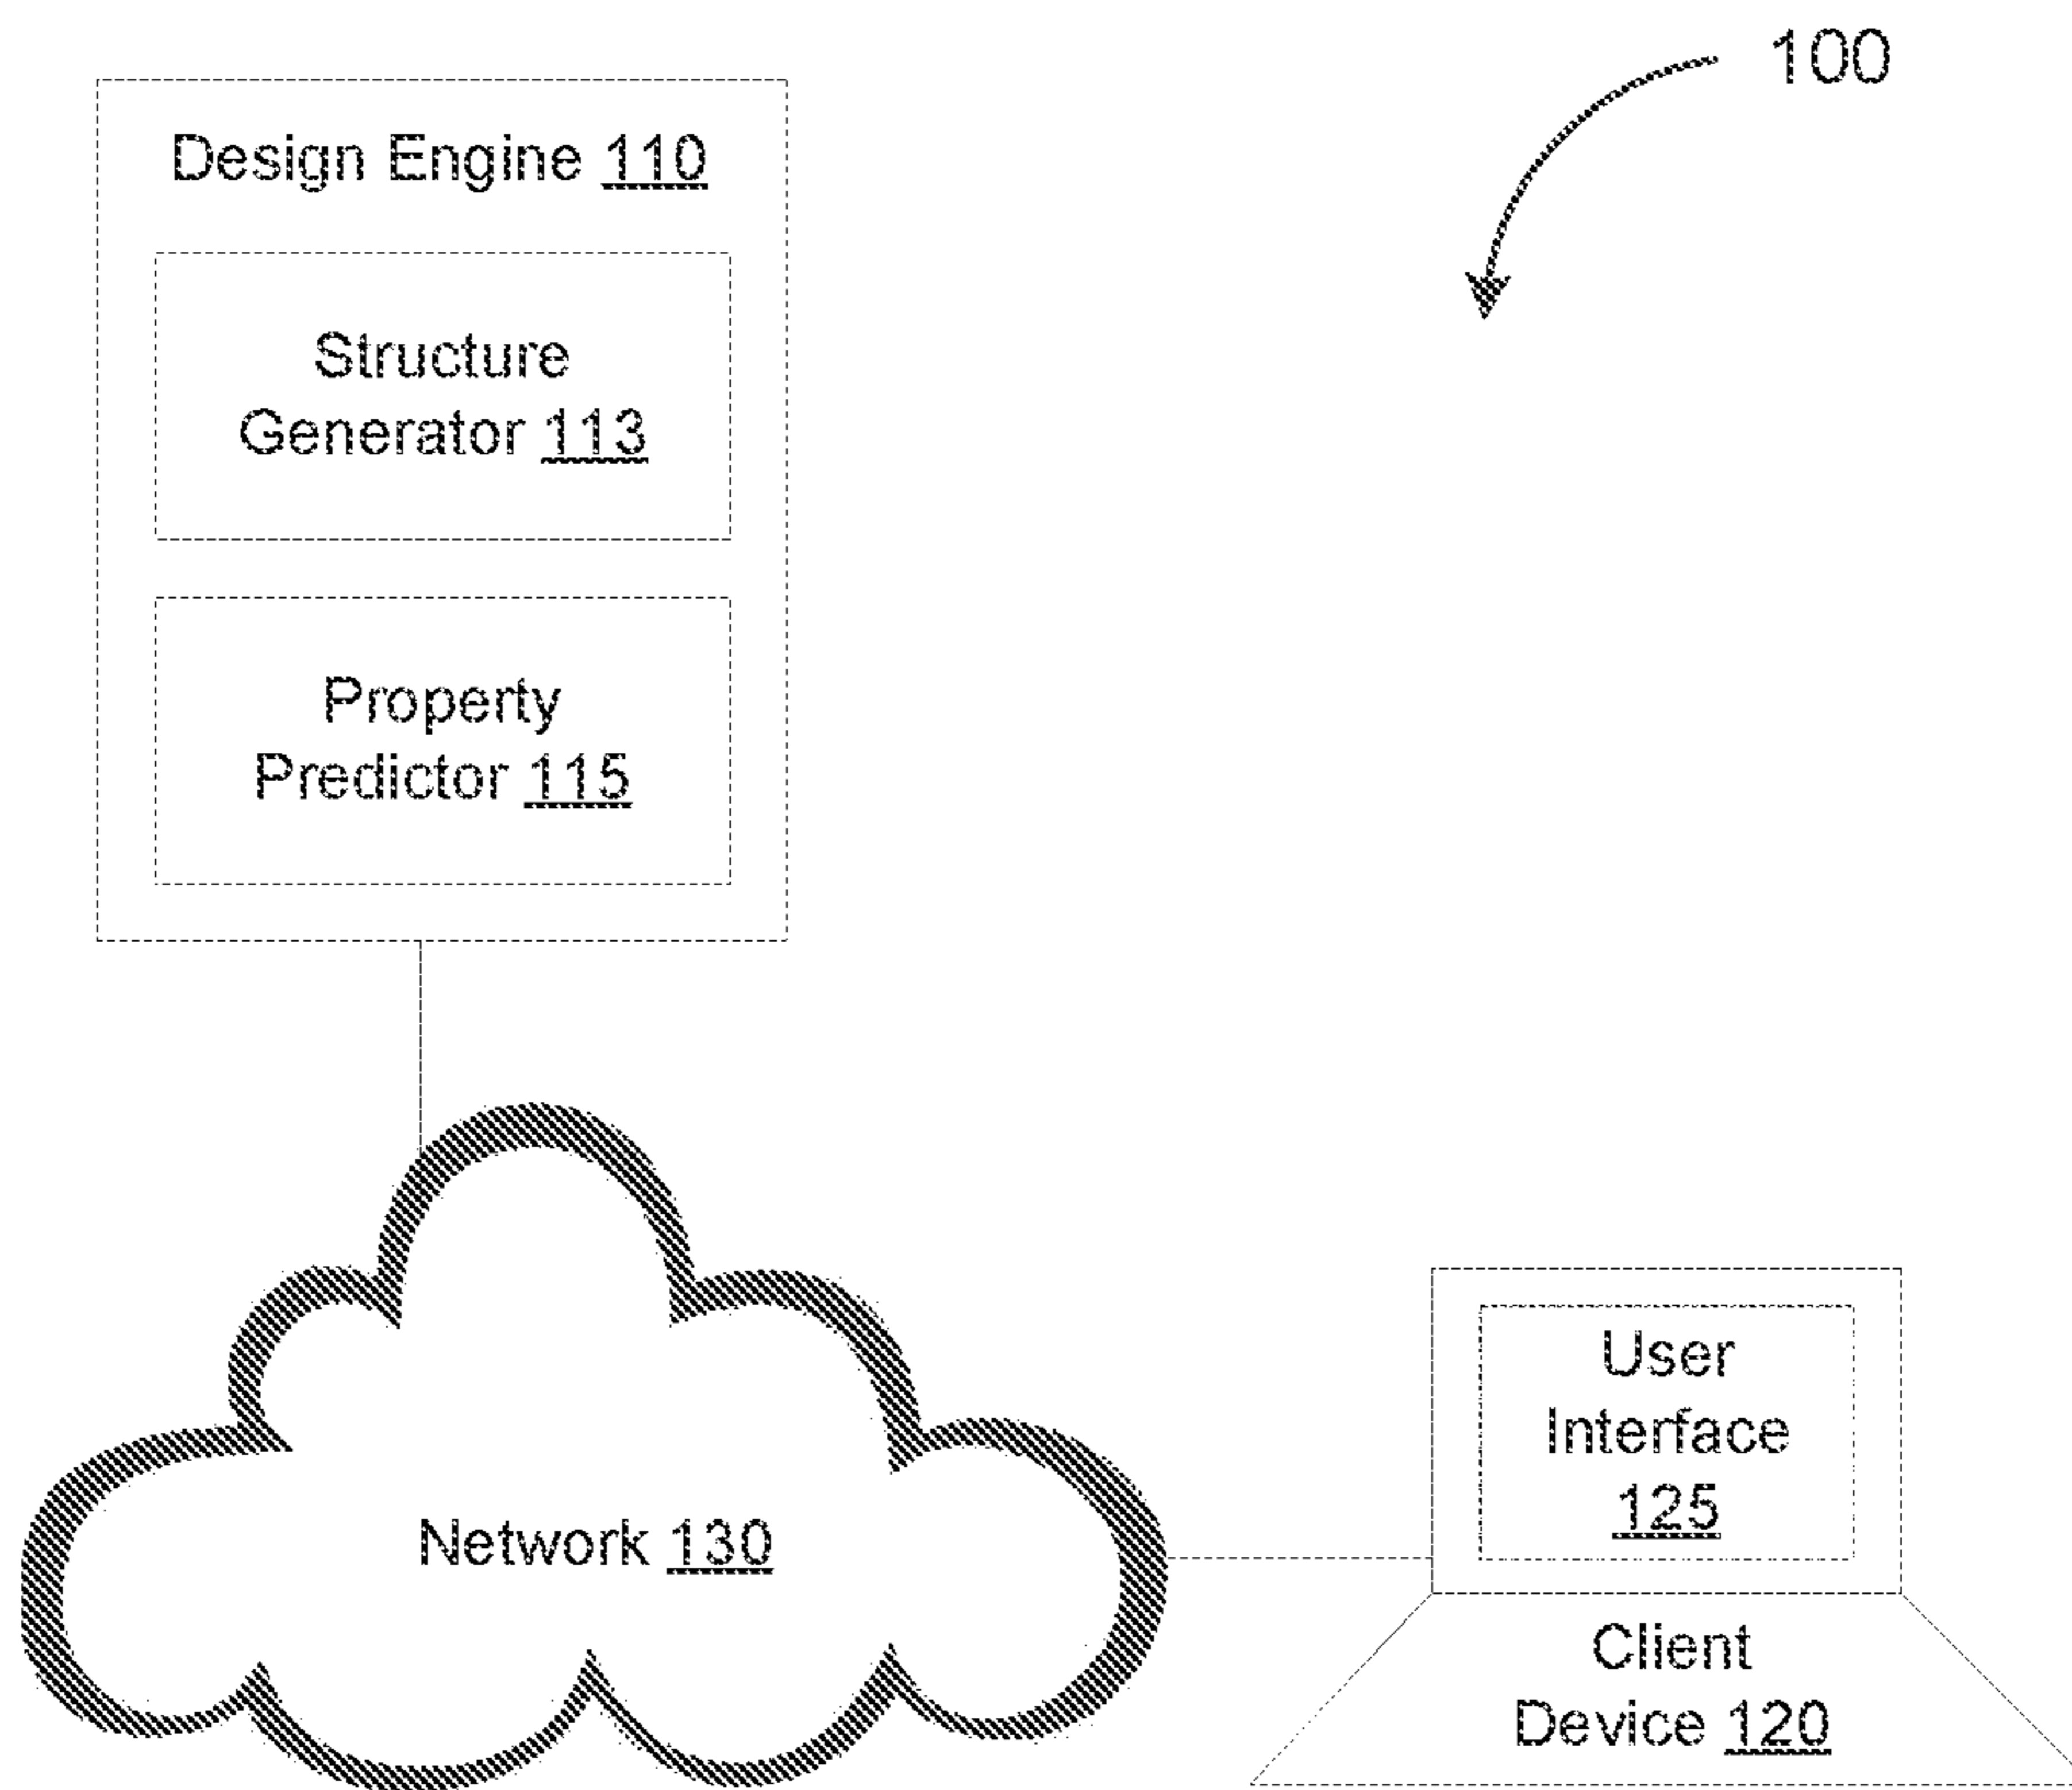 100
Design Engine 110
Structure
Generator 113
Property
Predictor 115
User
Interface
125
Network 130
Client
Device 120